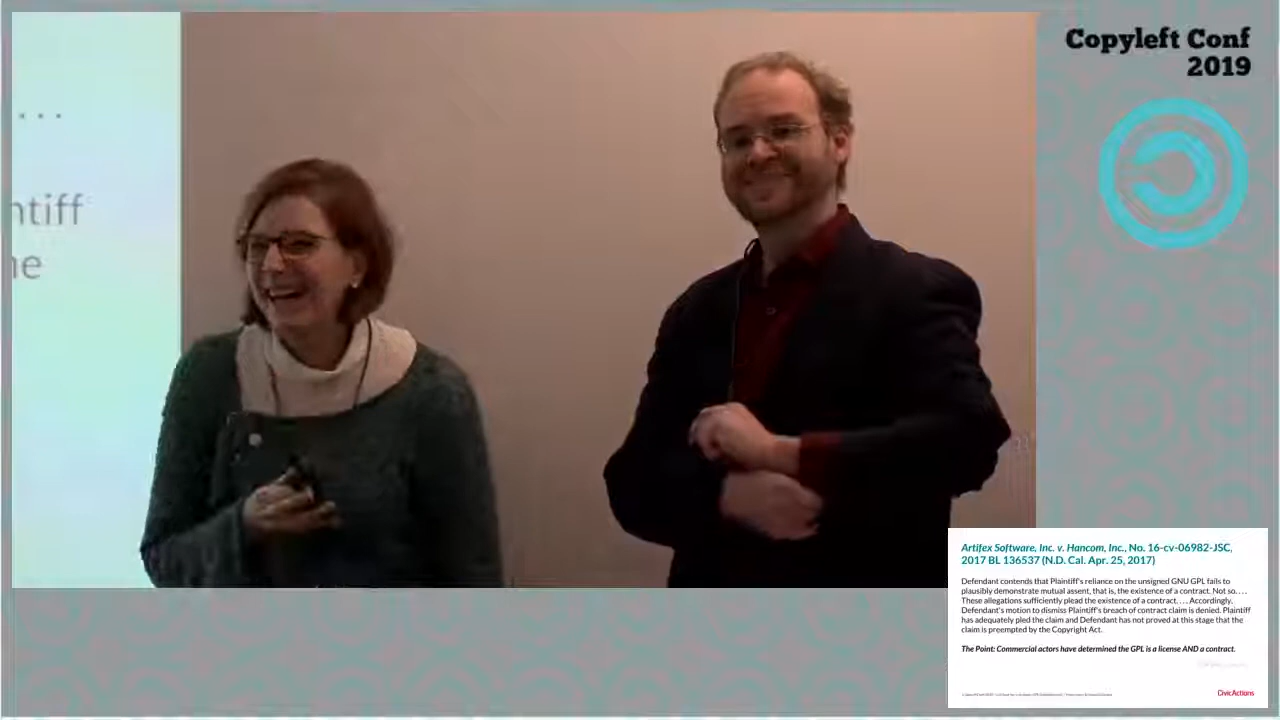 Copyleft Conf
2019
...
ntiff
ne
Artifex Software, Inc. v. Hancom, Inc., No. 16-cv-06982-JSC,
2017 BL 136537 (N.D. Cal. Apr. 25, 2017)
Defendant contends that Plaintiff's reliance on the unsigned GNU GPL fails to
plausibly demonstrate mutual assent, that is, the existence of a contract. Not so. . . .
These allegations sufficiently plead the existence of a contract. . . . Accordingly,
Defendant's motion to dismiss Plaintiff's breach of contract claim is denied. Plaintiff
has adequately pled the claim and Defendant has not proved at this stage that the
claim is preempted by the Copyright Act.
The Point: Commercial actors have determined the GPL is a license AND a contract.
CivicActions